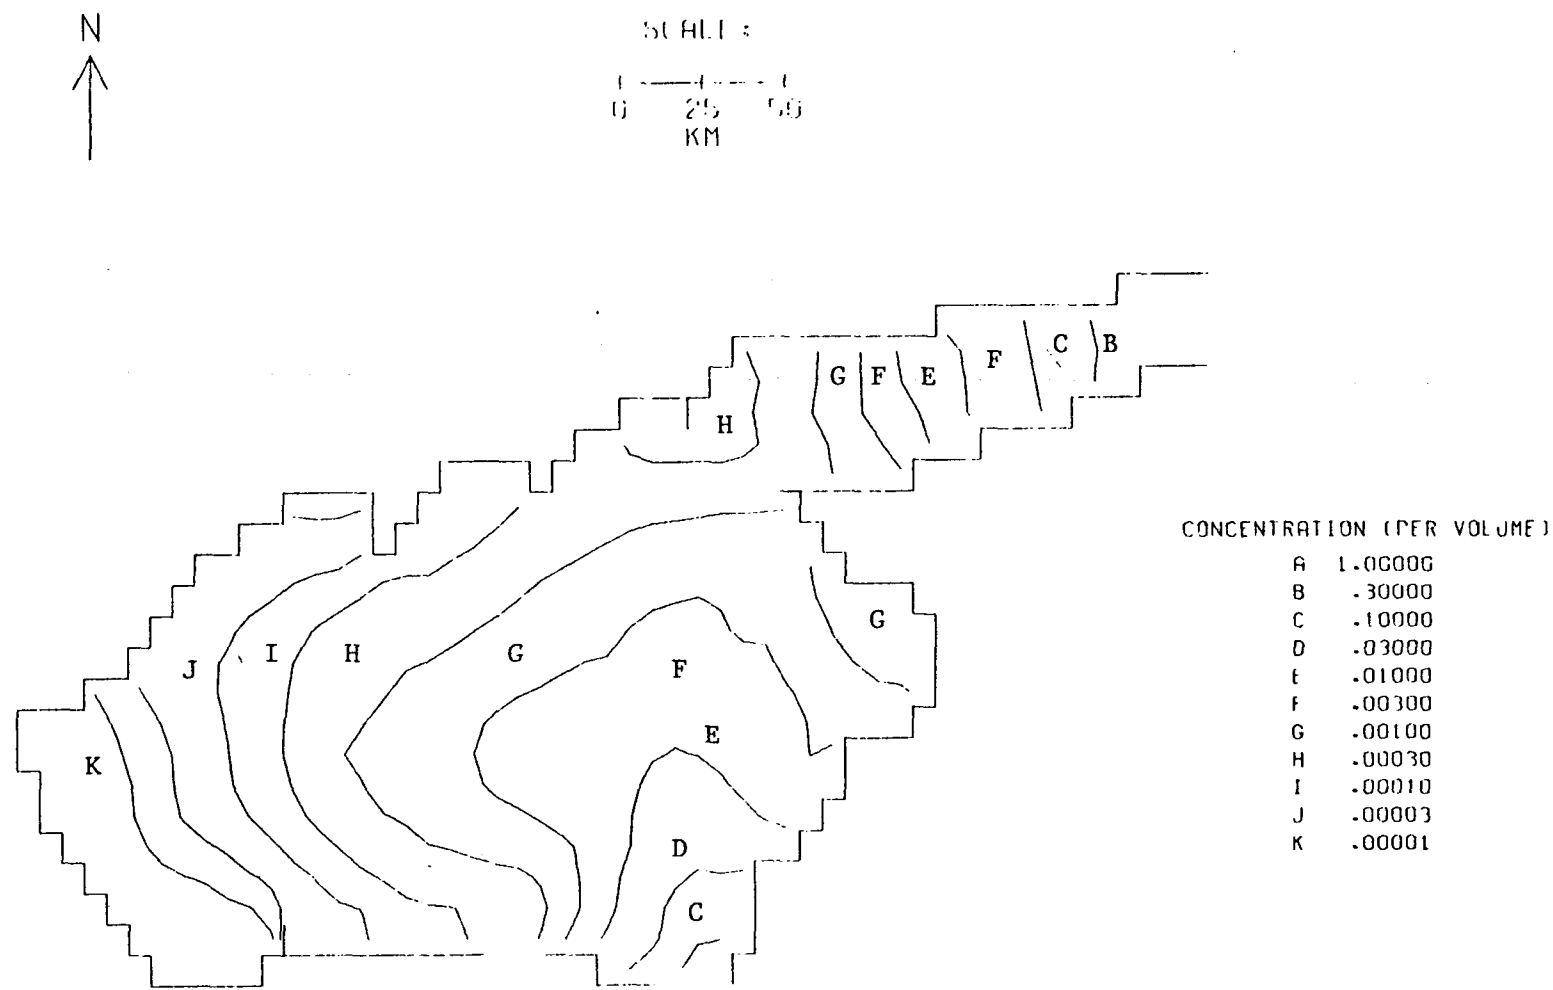 N
SCALE:
0 25 50
KM
C B
F
G F E
H
CONCENTRATION (PER VOLUME)
A 1.00000
B .30000
C .10000
D .03000
E .01000
F .00300
G .00100
H .00030
I .00010
J .00003
K .00001
G
J I H G F
E
K
D
C